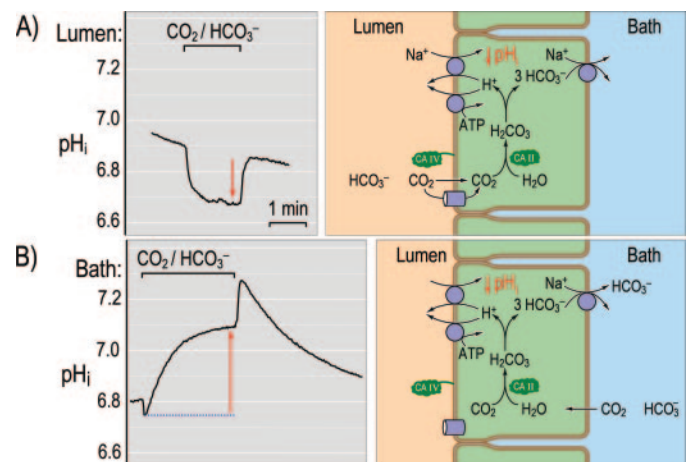 A)
Lumen:
CO₂ / HCO₃⁻
7.2
7.0
pHᵢ
6.8
6.6
1 min
Lumen
Bath
Na⁺
Na⁺
H⁺
3 HCO₃⁻
ATP
H₂CO₃
CA IV
CA II
HCO₃⁻
CO₂
CO₂
H₂O
B)
Bath:
CO₂ / HCO₃⁻
7.2
7.0
pHᵢ
6.8
6.6
Lumen
Bath
Na⁺
HCO₃⁻
H⁺
3 HCO₃⁻
ATP
H₂CO₃
CA IV
CA II
CO₂
H₂O
CO₂
HCO₃⁻